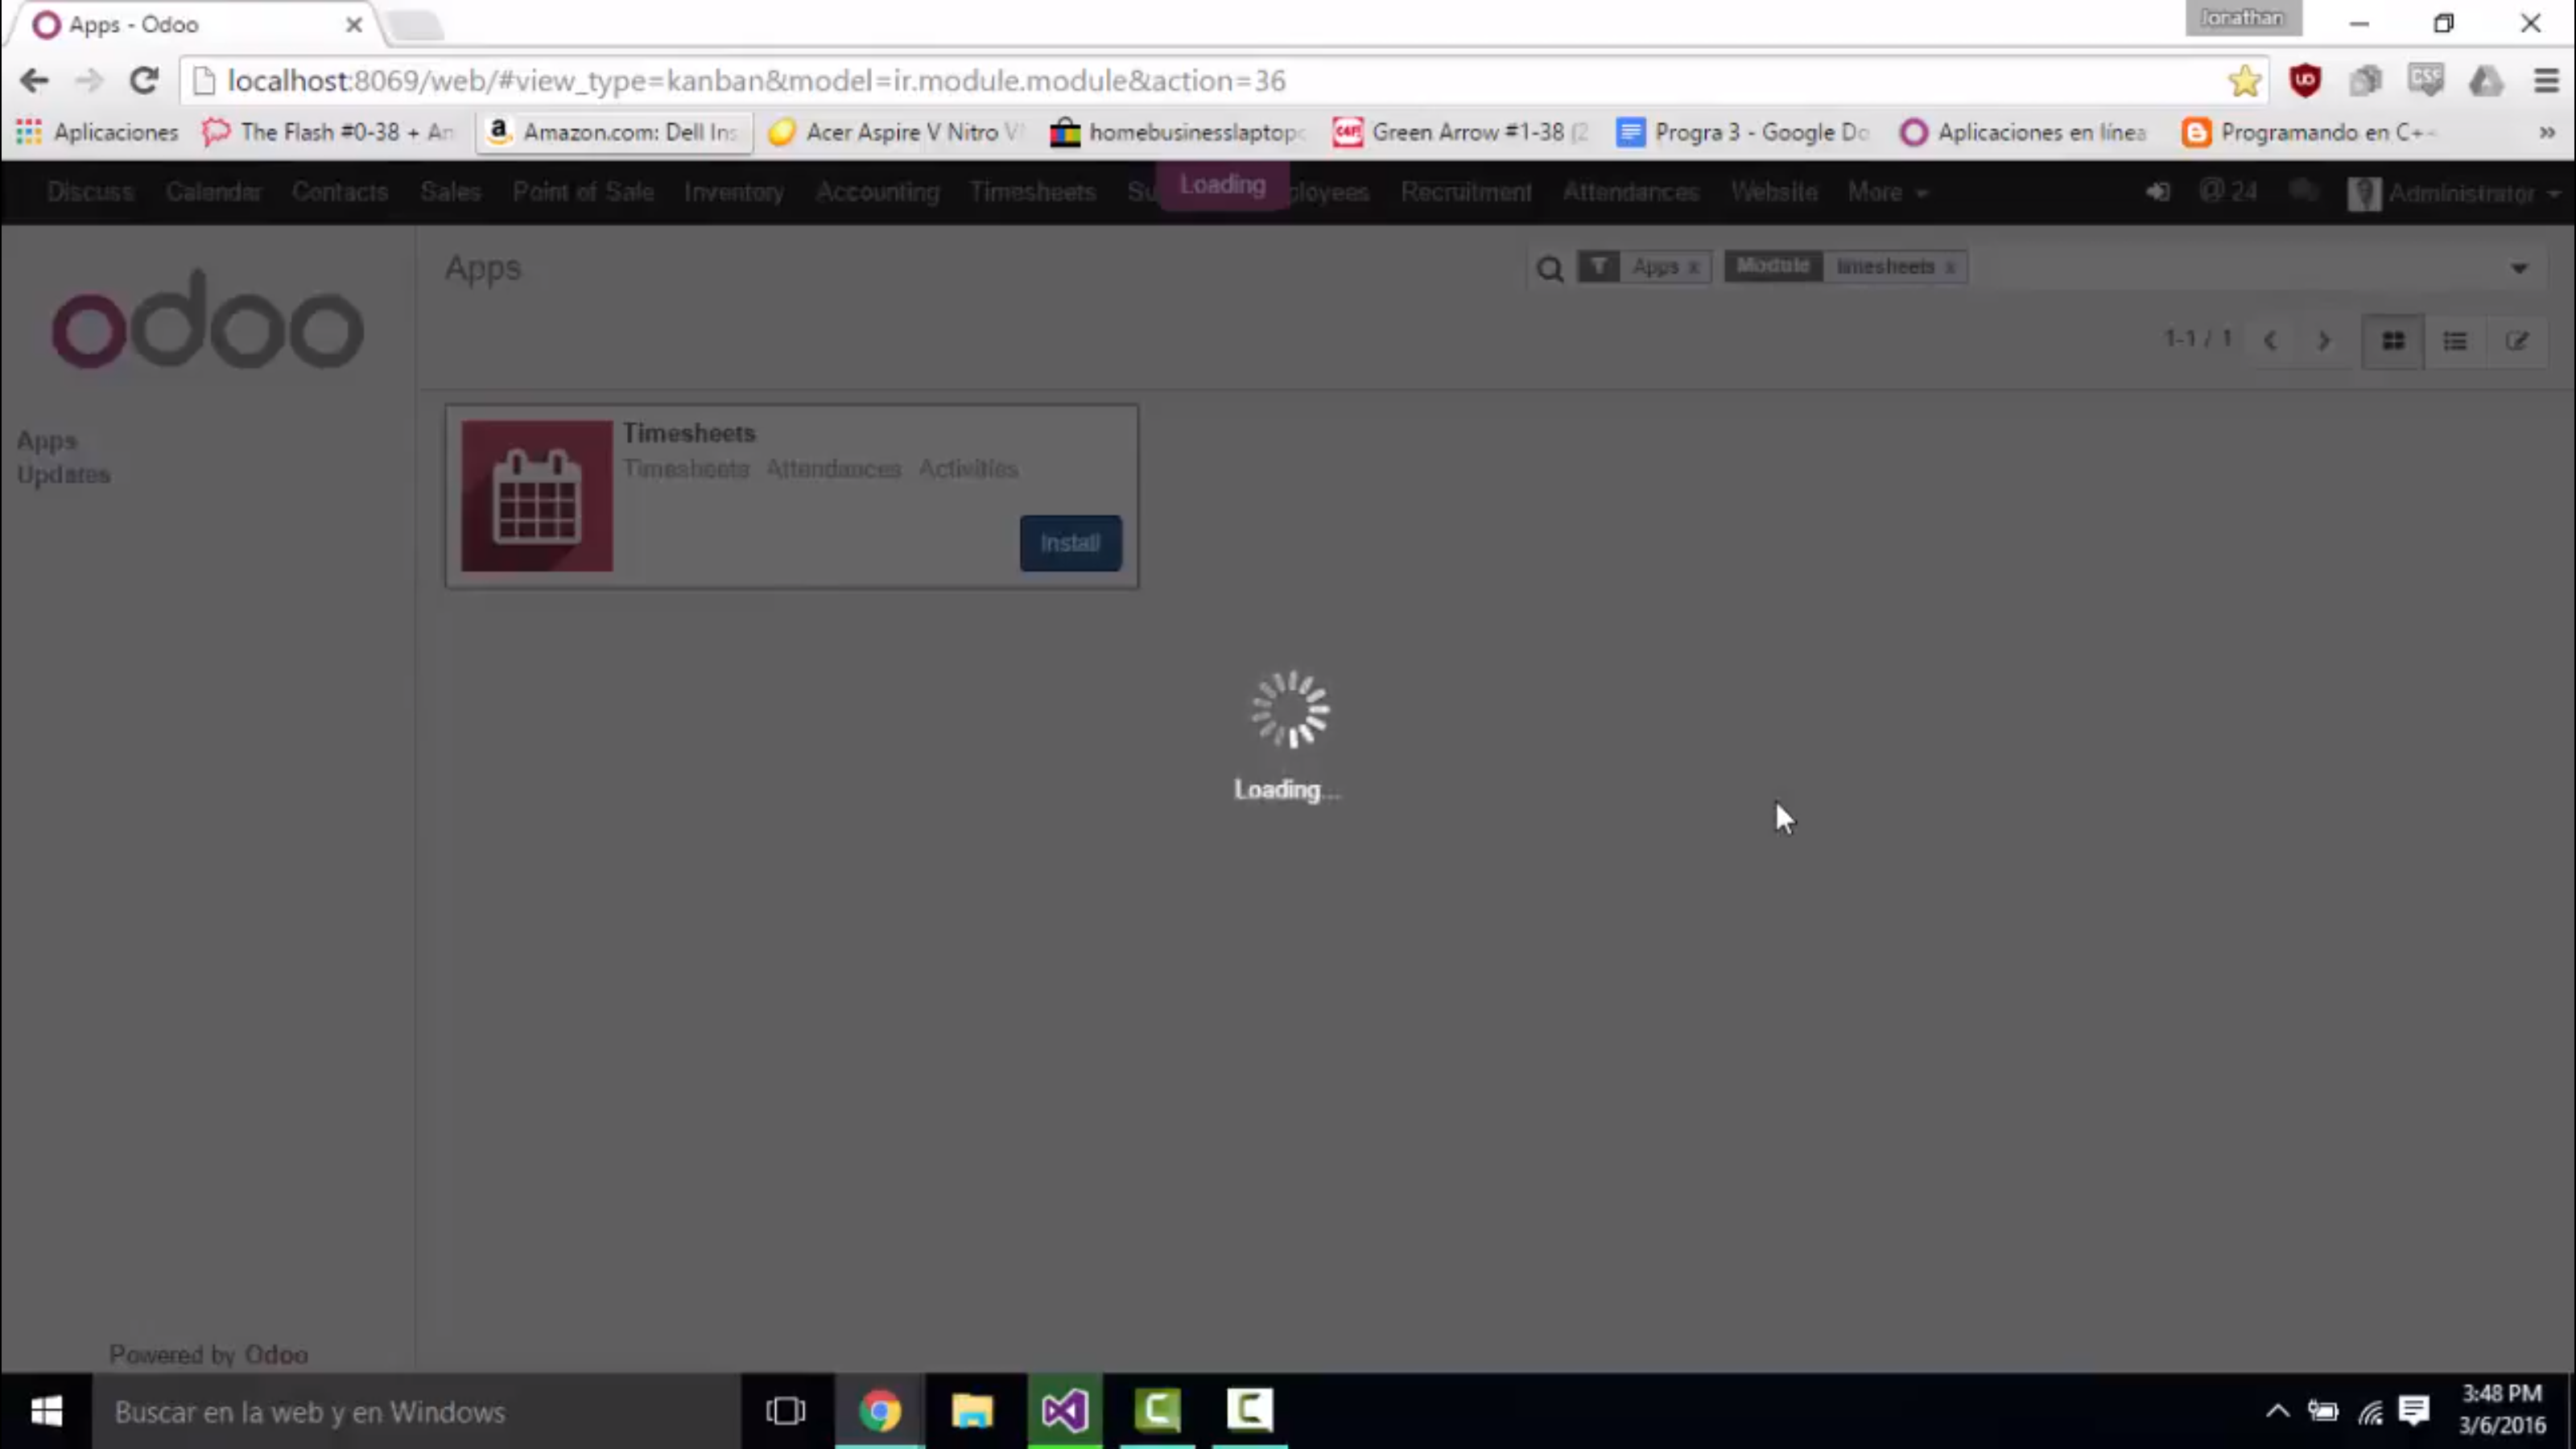 Apps - Odoo
Jonathan
localhost:8069/web/#view_type=kanban&model=ir.module.module&action=36
Aplicaciones The Flash #0-38 + An Amazon.com: Dell Ins Acer Aspire V Nitro V homebusinesslaptop Green Arrow #1-38 (2 Progra 3 - Google Do Aplicaciones en línea Programando en C+ »
Discuss Calendar Contacts Sales Point of Sale Inventory Accounting Timesheets Su Loading ployees Recruitment Attendances Website More @ 24 Administrator
odoo
Apps
Apps x Module timesheets x
1-1 / 1
Apps
Updates
Timesheets
Timesheets Attendances Activities
Install
Loading...
Powered by Odoo
Buscar en la web y en Windows
3:48 PM
3/6/2016